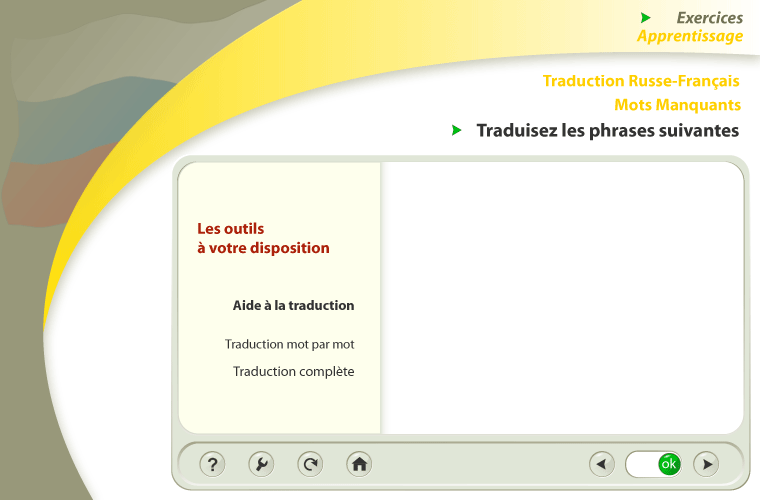 Exercices
Apprentissage
Traduction Russe-Français
Mots Manquants
Traduisez les phrases suivantes
Les outils
à votre disposition
Aide à la traduction
Traduction mot par mot
Traduction complète
?
ok